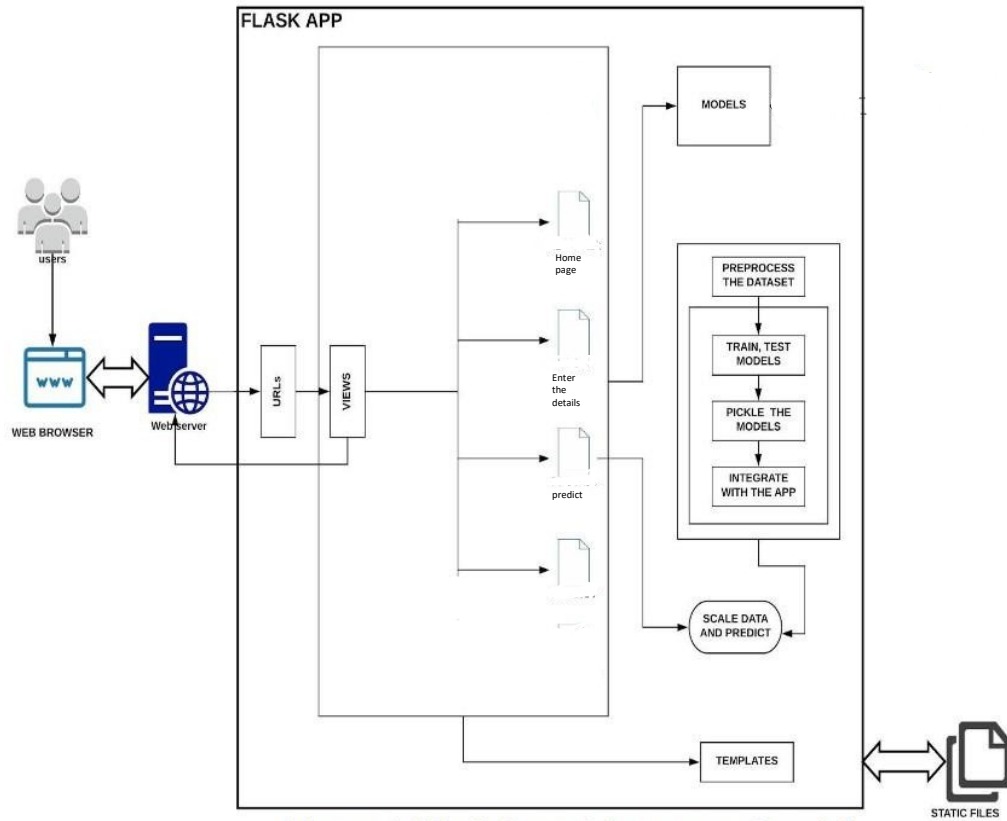 FLASK APP
MODELS
users
Home
page
PREPROCESS
THE DATASET
TRAIN, TEST
MODELS
www
WEB BROWSER
Web server
URLs
VIEWS
Enter
the
details
PICKLE THE
MODELS
INTEGRATE
WITH THE APP
predict
SCALE DATA
AND PREDICT
TEMPLATES
STATIC FILES